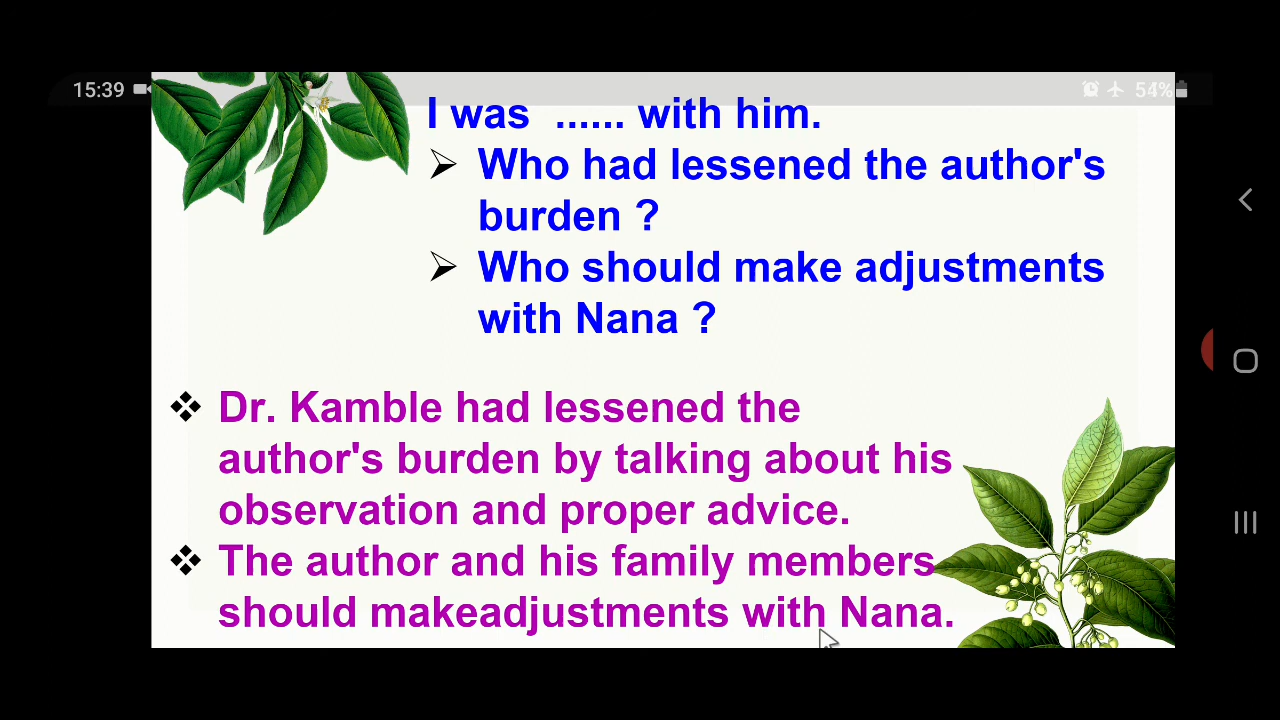 15:39
54%
I was ...... with him.
➢ Who had lessened the author's
burden ?
➢ Who should make adjustments
with Nana ?
❖ Dr. Kamble had lessened the
author's burden by talking about his
observation and proper advice.
❖ The author and his family members
should makeadjustments with Nana.